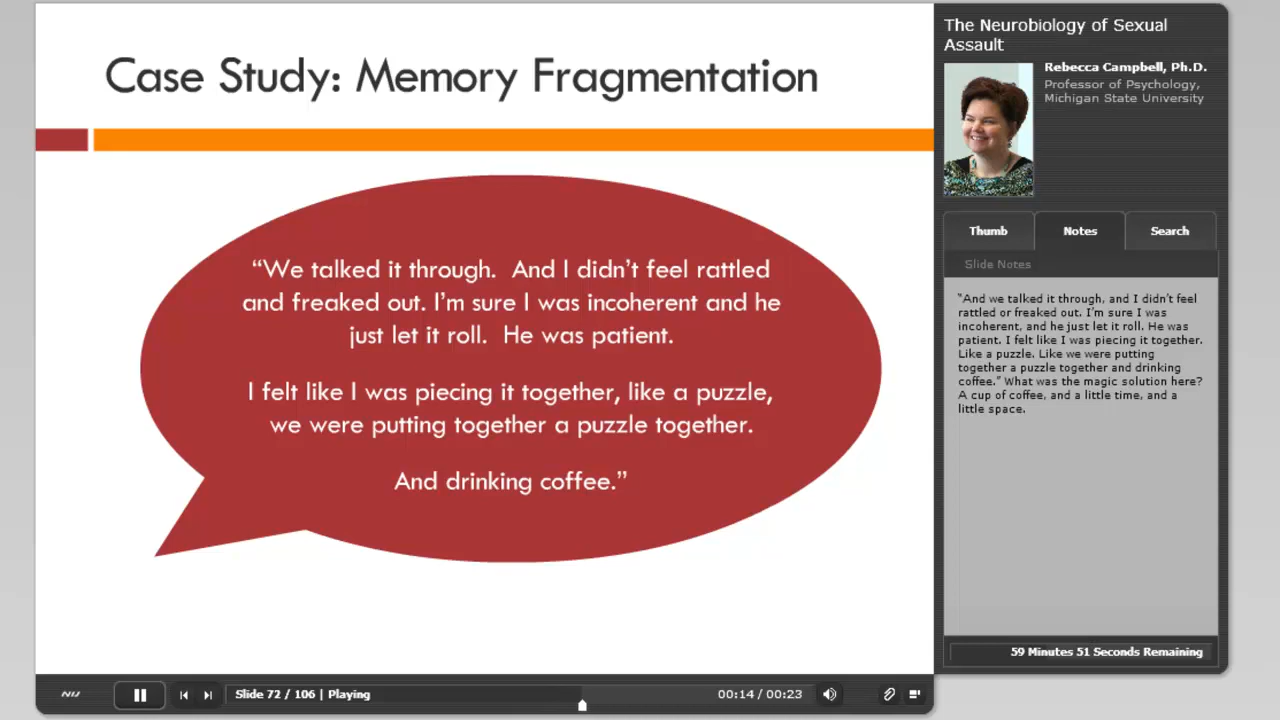 Case Study: Memory Fragmentation
“We talked it through.  And I didn’t feel rattled
and freaked out. I’m sure I was incoherent and he
just let it roll.  He was patient.
I felt like I was piecing it together, like a puzzle,
we were putting together a puzzle together.
And drinking coffee.”
The Neurobiology of Sexual
Assault
Rebecca Campbell, Ph.D.
Professor of Psychology,
Michigan State University
Thumb
Notes
Search
Slide Notes
“And we talked it through, and I didn’t feel
rattled or freaked out. I’m sure I was
incoherent, and he just let it roll. He was
patient. I felt like I was piecing it together.
Like a puzzle. Like we were putting
together a puzzle together and drinking
coffee.” What was the magic solution here?
A cup of coffee, and a little time, and a
little space.
59 Minutes 51 Seconds Remaining
NIJ
Slide 72 / 106 | Playing
00:14 / 00:23